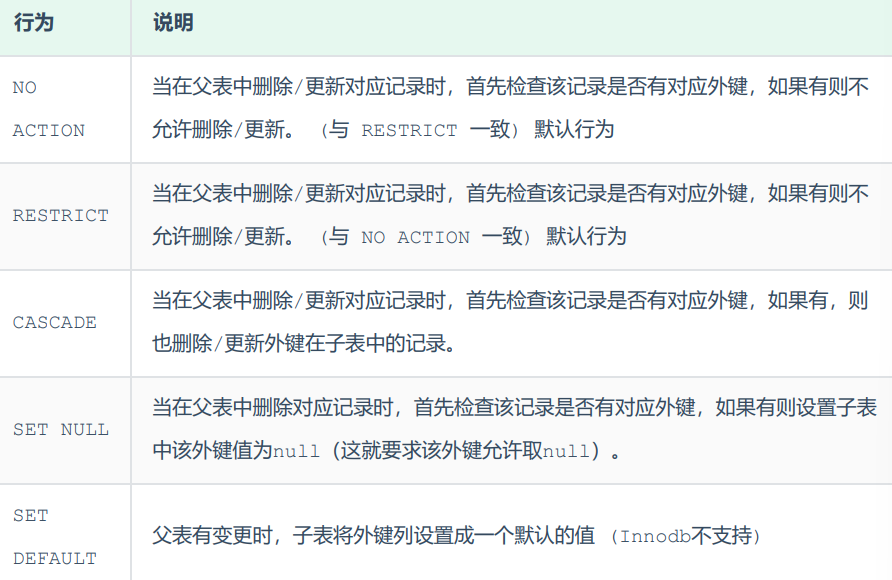 行为 说明
NO
ACTION
当在父表中删除/更新对应记录时，首先检查该记录是否有对应外键，如果有则不
允许删除/更新。 （与 RESTRICT 一致）默认行为
RESTRICT
当在父表中删除/更新对应记录时，首先检查该记录是否有对应外键，如果有则不
允许删除/更新。 （与 NO ACTION 一致）默认行为
CASCADE
当在父表中删除/更新对应记录时，首先检查该记录是否有对应外键，如果有，则
也删除/更新外键在子表中的记录。
SET NULL
当在父表中删除对应记录时，首先检查该记录是否有对应外键，如果有则设置子表
中该外键值为null（这就要求该外键允许取null）。
SET
DEFAULT
父表有变更时，子表将外键列设置成一个默认的值 （Innodb不支持）